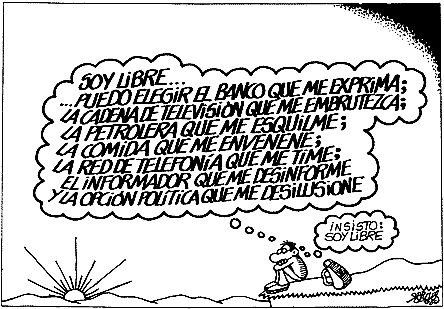 SOY LIBRE...
...PUEDO ELEGIR EL BANCO QUE ME EXPRIMA;
LA CADENA DE TELEVISIÓN QUE ME EMBRUTEZCA;
LA PETROLERA QUE ME ESQUILME;
LA COMIDA QUE ME ENVENENE;
LA RED DE TELEFONÍA QUE ME TIME;
EL INFORMADOR QUE ME DESINFORME
Y LA OPCIÓN POLÍTICA QUE ME DESILUSIONE
INSISTO:
SOY LIBRE